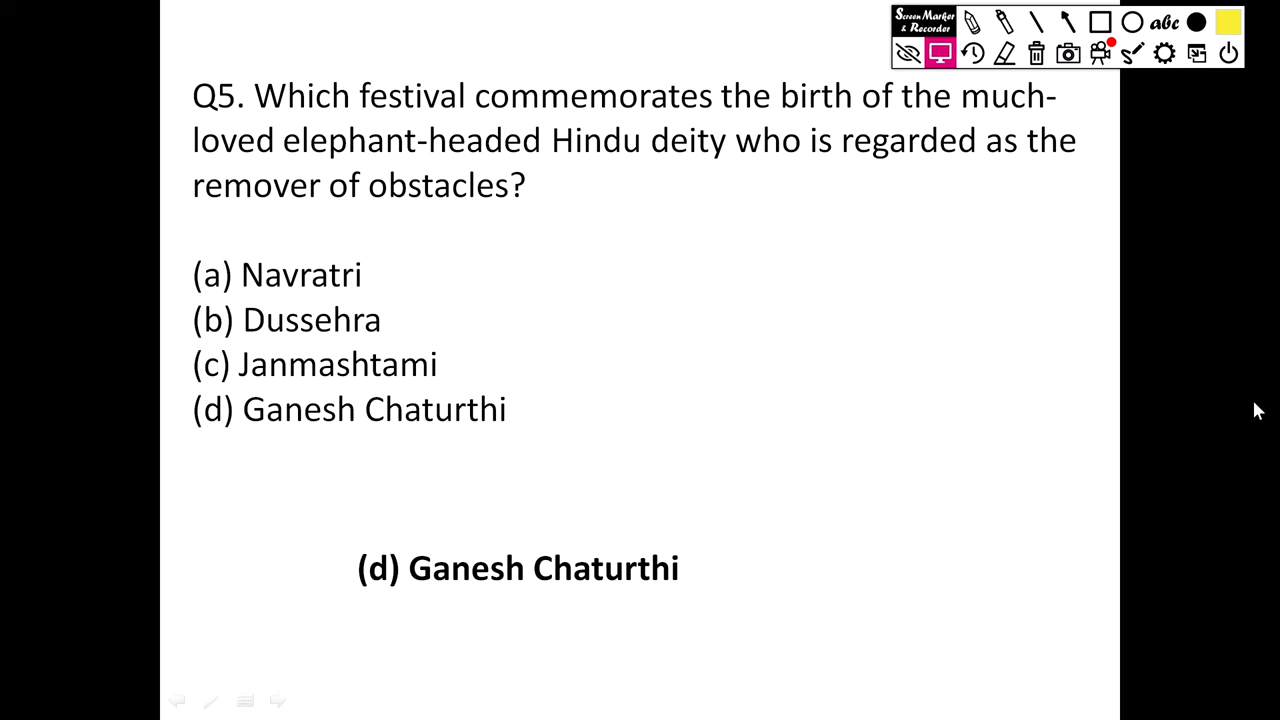 Screen Marker
& Recorder
abc
Q5. Which festival commemorates the birth of the much-
loved elephant-headed Hindu deity who is regarded as the
remover of obstacles?
(a) Navratri
(b) Dussehra
(c) Janmashtami
(d) Ganesh Chaturthi
(d) Ganesh Chaturthi